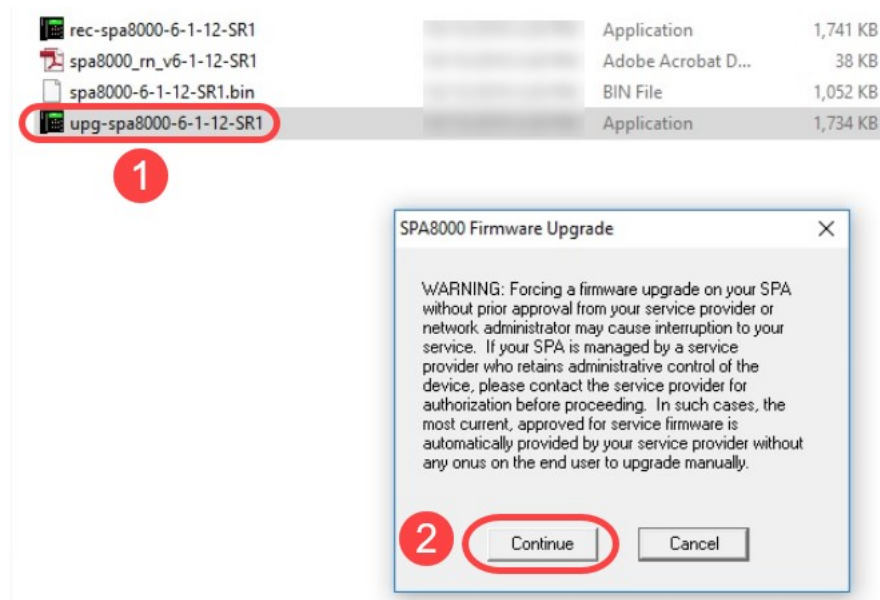 rec-spa8000-6-1-12-SR1 Application 1,741 KB
spa8000_rn_v6-1-12-SR1 Adobe Acrobat D... 38 KB
spa8000-6-1-12-SR1.bin BIN File 1,052 KB
upg-spa8000-6-1-12-SR1 Application 1,734 KB
1
SPA8000 Firmware Upgrade
WARNING: Forcing a firmware upgrade on your SPA
without prior approval from your service provider or
network administrator may cause interruption to your
service. If your SPA is managed by a service
provider who retains administrative control of the
device, please contact the service provider for
authorization before proceeding. In such cases, the
most current, approved for service firmware is
automatically provided by your service provider without
any onus on the end user to upgrade manually.
2 Continue Cancel